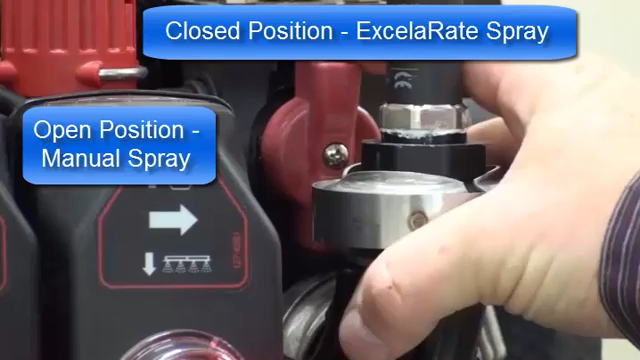 Closed Position - ExcelaRate Spray
Open Position -
Manual Spray